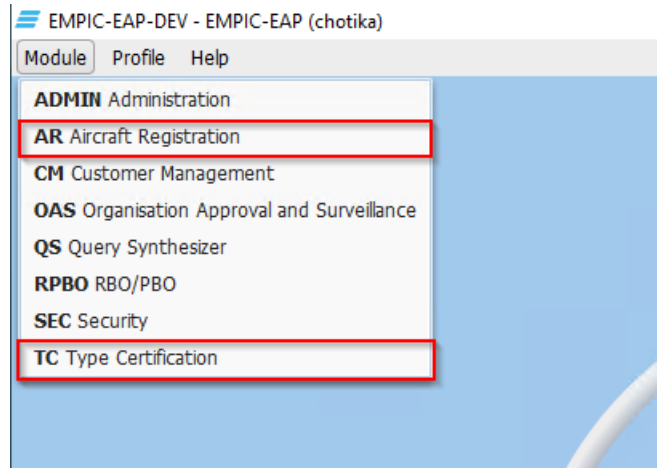 EMPIC-EAP-DEV - EMPIC-EAP (chotika)
Module Profile Help
ADMIN Administration
AR Aircraft Registration
CM Customer Management
OAS Organisation Approval and Surveillance
QS Query Synthesizer
RPBO RBO/PBO
SEC Security
TC Type Certification